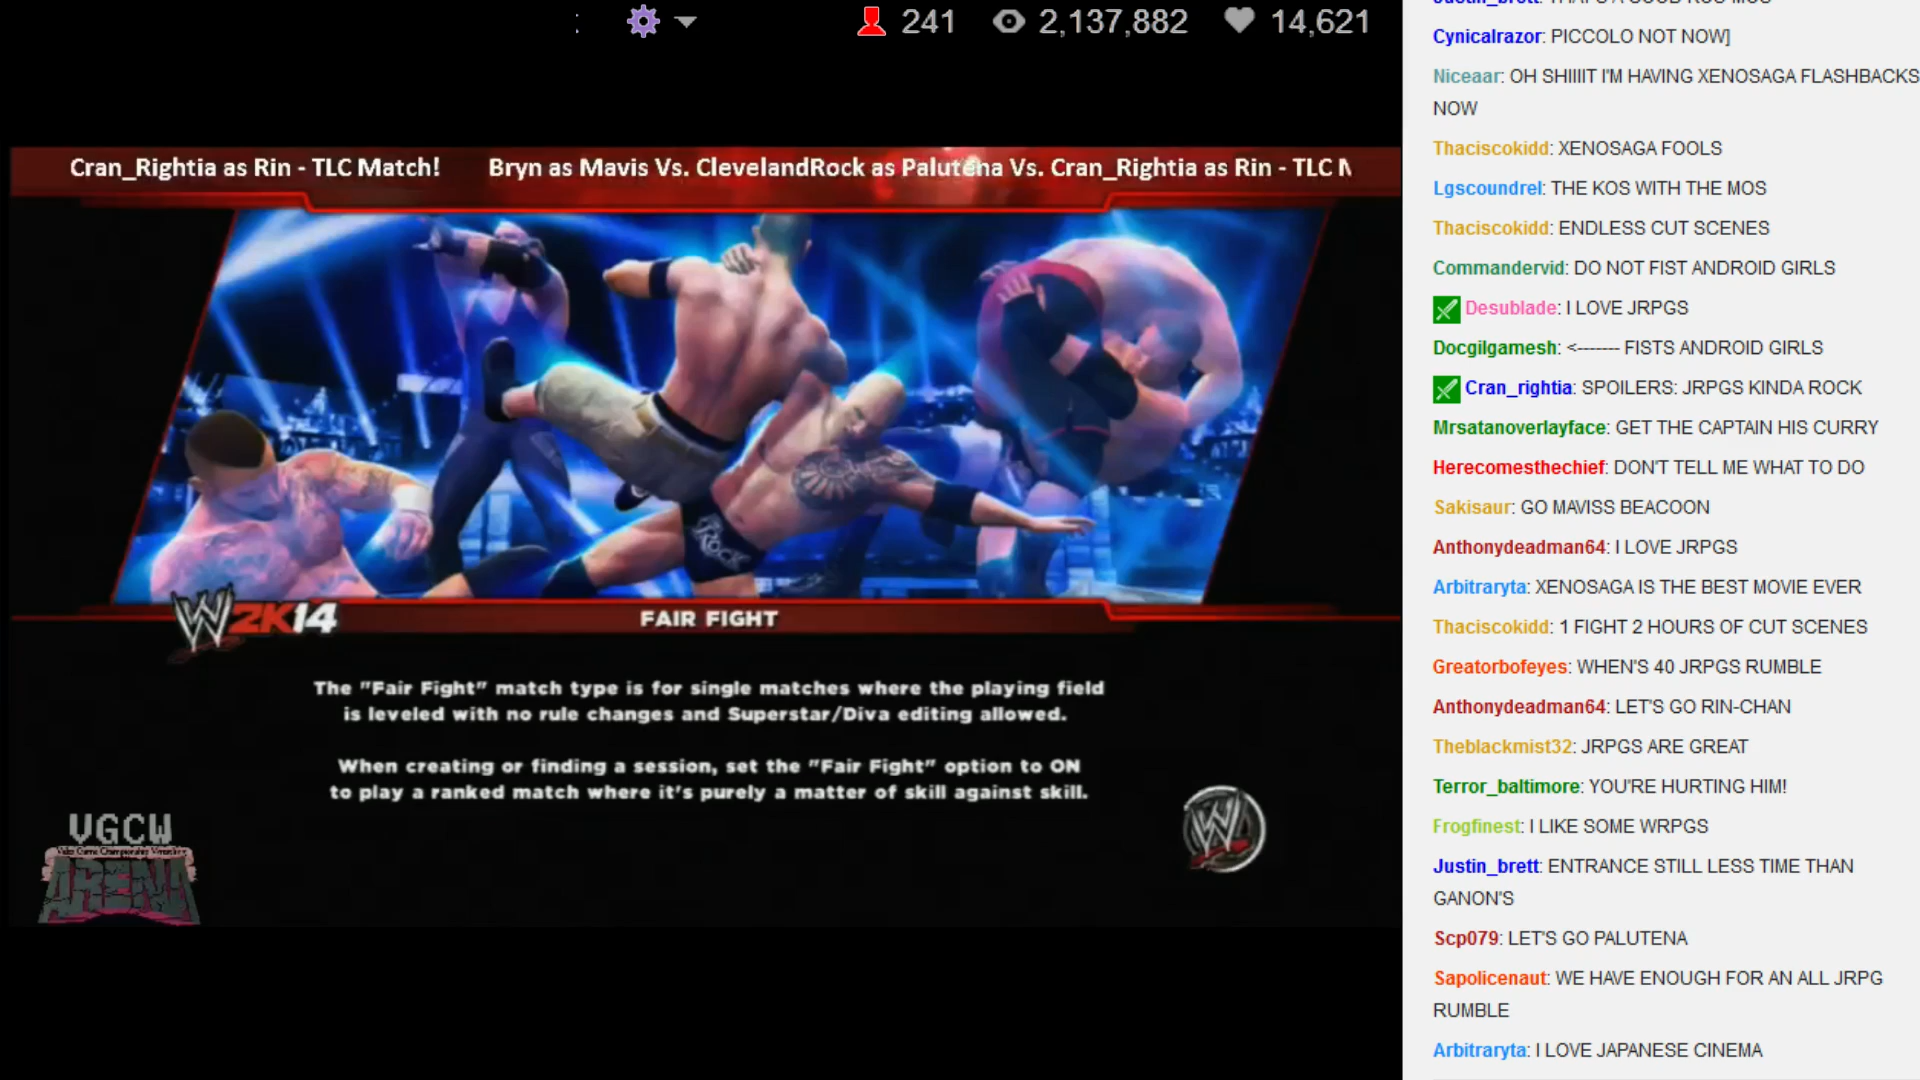 241 2,137,882 14,621
Cran_Rightia as Rin - TLC Match! Bryn as Mavis Vs. ClevelandRock as Palutena Vs. Cran_Rightia as Rin - TLC M
ROCK
W2K14
FAIR FIGHT
The "Fair Fight" match type is for single matches where the playing field
is leveled with no rule changes and Superstar/Diva editing allowed.
When creating or finding a session, set the "Fair Fight" option to ON
to play a ranked match where it's purely a matter of skill against skill.
VGCW
Video Game Championship Wrestling
ARENA
Justin_brett: THATS A GOOD KOS-MOS
Cynicalrazor: PICCOLO NOT NOW]
Niceaar: OH SHIIIIT I'M HAVING XENOSAGA FLASHBACKS
NOW
Thaciscokidd: XENOSAGA FOOLS
Lgscoundrel: THE KOS WITH THE MOS
Thaciscokidd: ENDLESS CUT SCENES
Commandervid: DO NOT FIST ANDROID GIRLS
Desublade: I LOVE JRPGS
Docgilgamesh: <------- FISTS ANDROID GIRLS
Cran_rightia: SPOILERS: JRPGS KINDA ROCK
Mrsatanoverlayface: GET THE CAPTAIN HIS CURRY
Herecomesthechief: DON'T TELL ME WHAT TO DO
Sakisaur: GO MAVISS BEACOON
Anthonydeadman64: I LOVE JRPGS
Arbitraryta: XENOSAGA IS THE BEST MOVIE EVER
Thaciscokidd: 1 FIGHT 2 HOURS OF CUT SCENES
Greatorbofeyes: WHEN'S 40 JRPGS RUMBLE
Anthonydeadman64: LET'S GO RIN-CHAN
Theblackmist32: JRPGS ARE GREAT
Terror_baltimore: YOU'RE HURTING HIM!
Frogfinest: I LIKE SOME WRPGS
Justin_brett: ENTRANCE STILL LESS TIME THAN
GANON'S
Scp079: LET'S GO PALUTENA
Sapolicenaut: WE HAVE ENOUGH FOR AN ALL JRPG
RUMBLE
Arbitraryta: I LOVE JAPANESE CINEMA